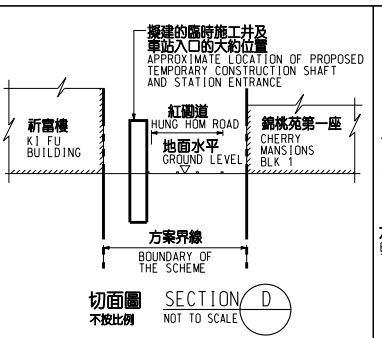 擬建的臨時施工井及
車站入口的大約位置
APPROXIMATE LOCATION OF PROPOSED
TEMPORARY CONSTRUCTION SHAFT
AND STATION ENTRANCE
祈富樓
KI FU
BUILDING
紅磡道
HUNG HOM ROAD
地面水平
GROUND LEVEL
錦桃苑第一座
CHERRY
MANSIONS
BLK 1
方案界線
BOUNDARY OF
THE SCHEME
切面圖
不按比例
SECTION D
NOT TO SCALE